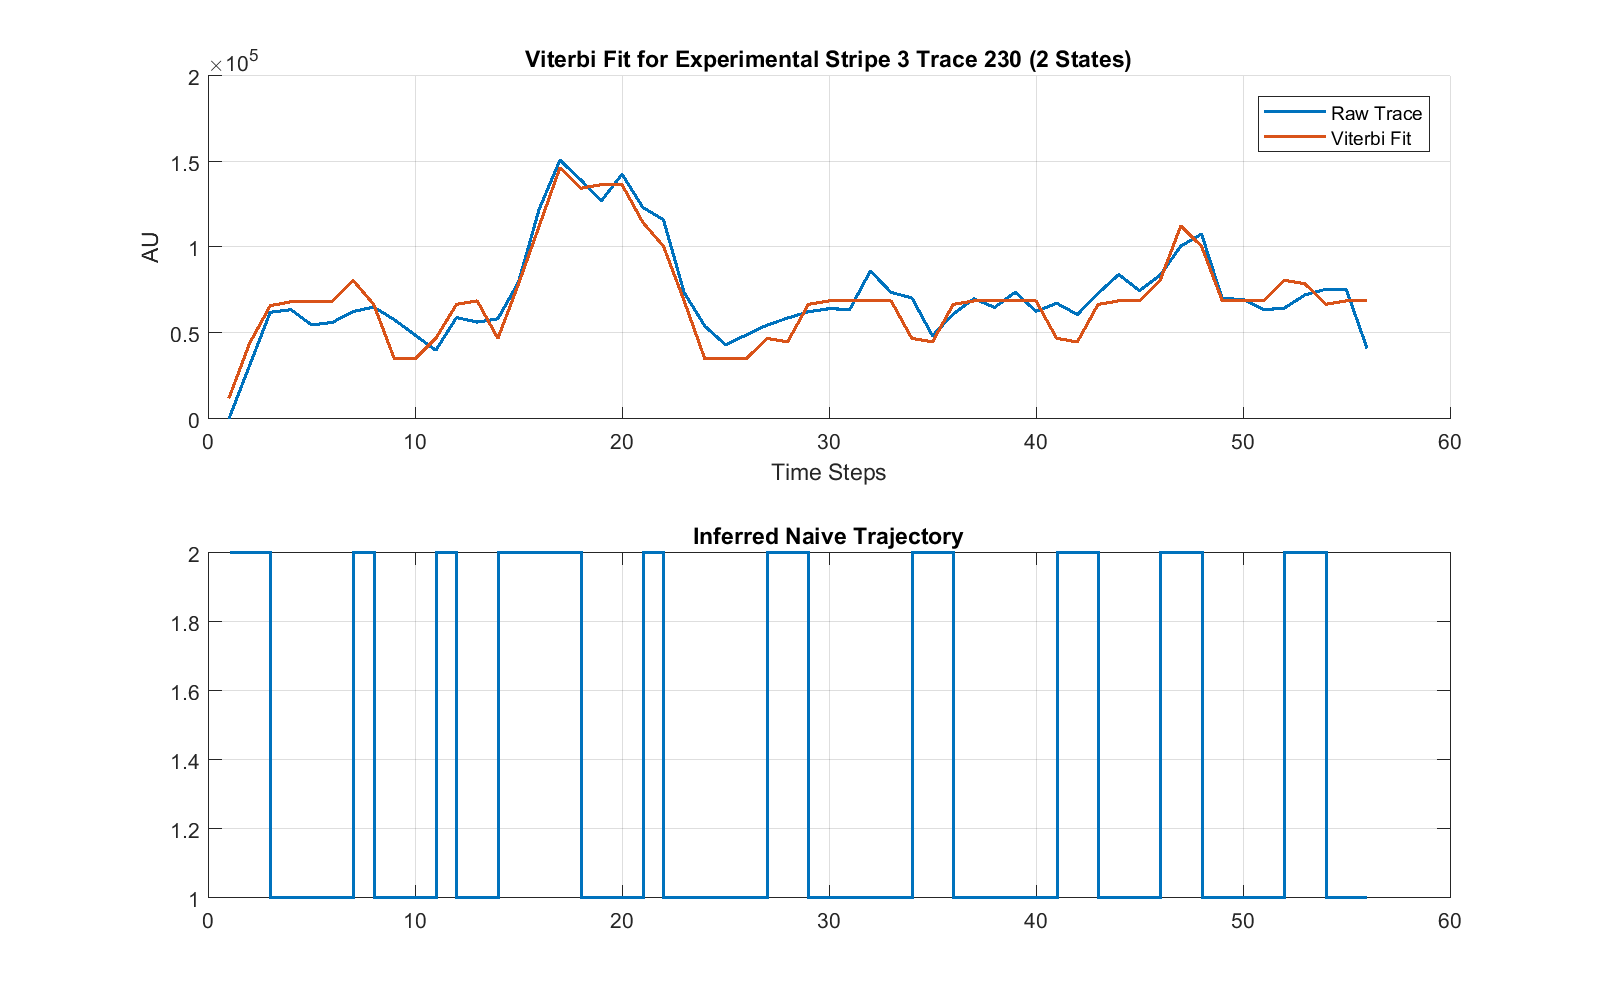 Viterbi Fit for Experimental Stripe 3 Trace 230 (2 States)
×10^5
2
1.5
1
0.5
0
AU
Raw Trace
Viterbi Fit
0 10 20 30 40 50 60
Time Steps
Inferred Naive Trajectory
2
1.8
1.6
1.4
1.2
1
0 10 20 30 40 50 60